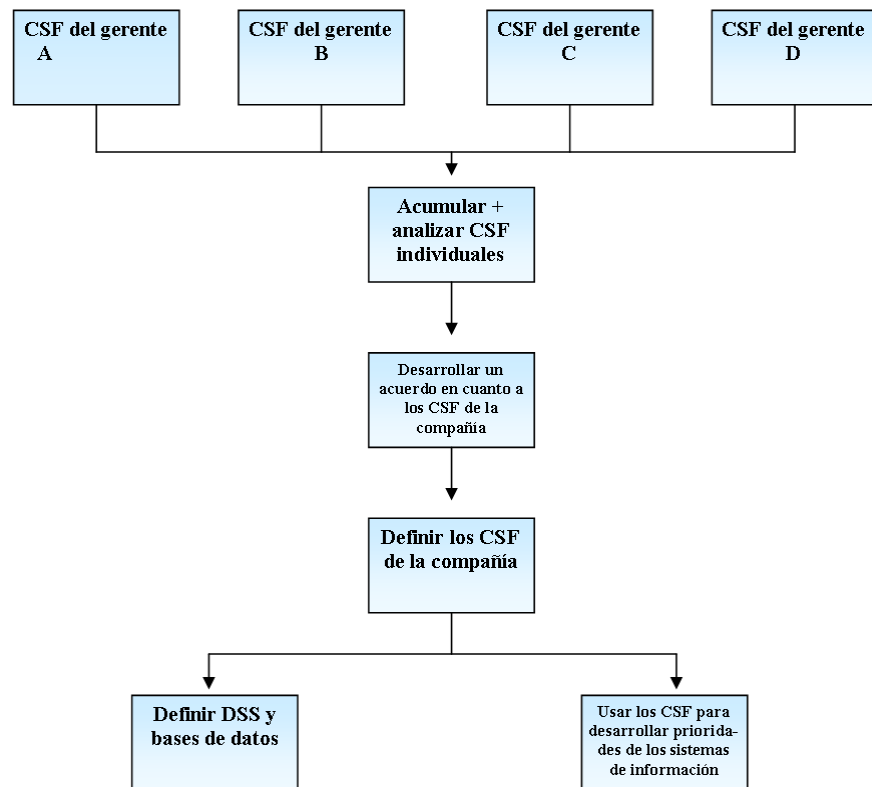 CSF del gerente
A
CSF del gerente
B
CSF del gerente
C
CSF del gerente
D
Acumular +
analizar CSF
individuales
Desarrollar un
acuerdo en cuanto a
los CSF de la
compañía
Definir los CSF
de la compañía
Definir DSS y
bases de datos
Usar los CSF para
desarrollar priorida-
des de los sistemas
de información